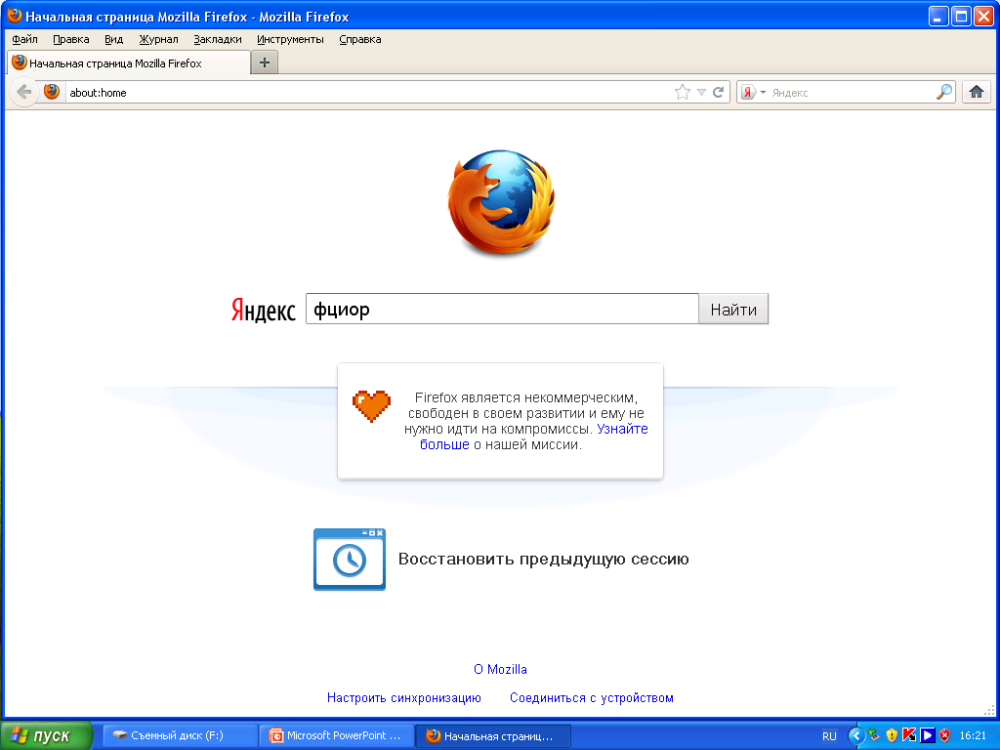 Начальная страница Mozilla Firefox - Mozilla Firefox
Файл Правка Вид Журнал Закладки Инструменты Справка
Начальная страница Mozilla Firefox
about:home Я Яндекс
Яндекс фциор Найти
Firefox является некоммерческим,
свободен в своем развитии и ему не
нужно идти на компромиссы. Узнайте
больше о нашей миссии.
Восстановить предыдущую сессию
О Mozilla
Настроить синхронизацию Соединиться с устройством
пуск Съемный диск (F:) Microsoft PowerPoint ... Начальная страниц... RU 16:21